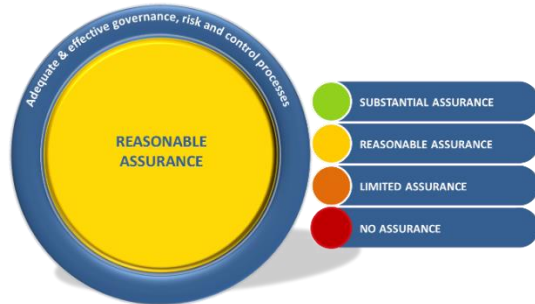 Adequate & effective governance, risk and control processes
REASONABLE
ASSURANCE
SUBSTANTIAL ASSURANCE
REASONABLE ASSURANCE
LIMITED ASSURANCE
NO ASSURANCE